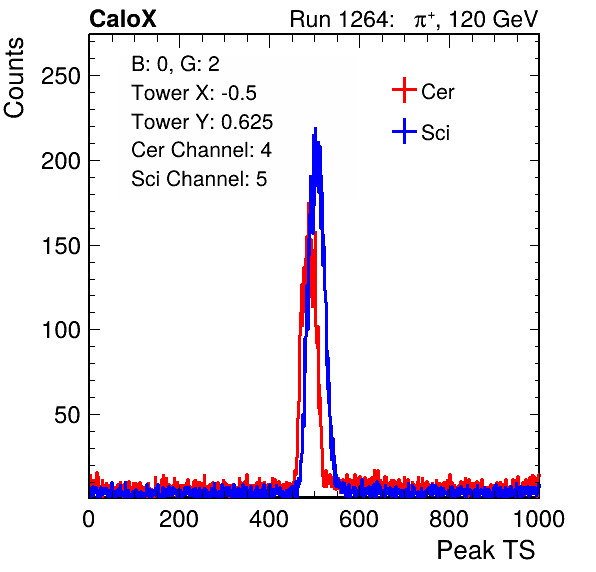 CaloX Run 1264: π⁺, 120 GeV
Counts
B: 0, G: 2
Tower X: -0.5
Tower Y: 0.625
Cer Channel: 4
Sci Channel: 5
Cer
Sci
250
200
150
100
50
0 200 400 600 800 1000
Peak TS